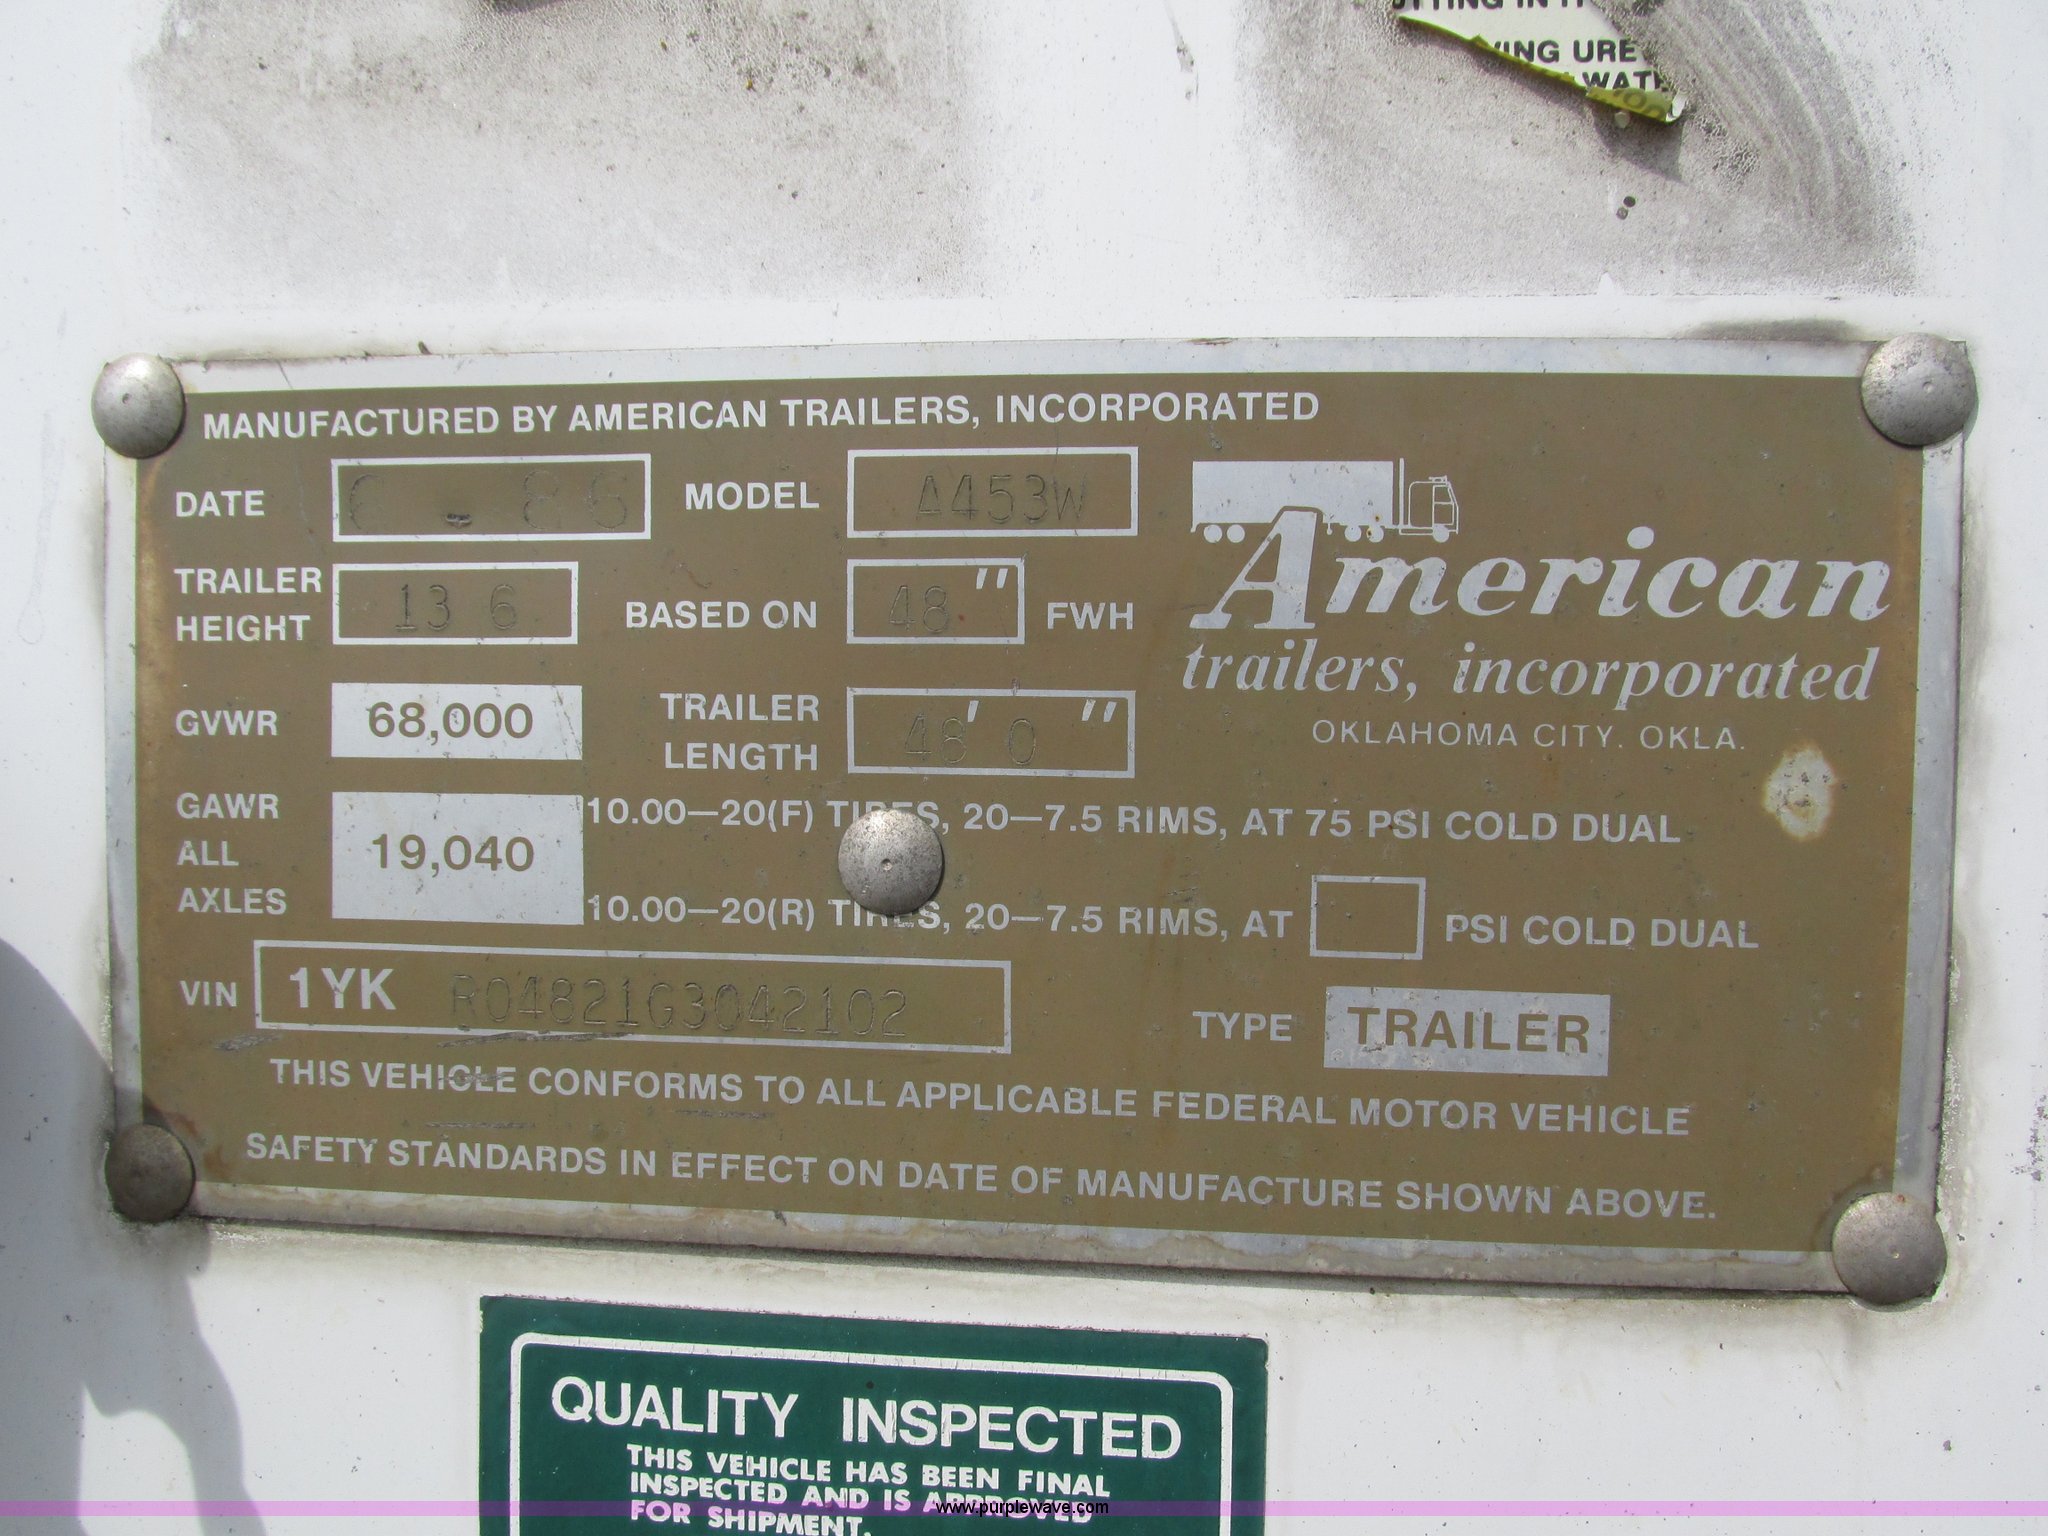 ING URE
WAT
MANUFACTURED BY AMERICAN TRAILERS, INCORPORATED
DATE 6 - 86 MODEL A453W
TRAILER HEIGHT 13 6 BASED ON 48" FWH
American
trailers, incorporated
OKLAHOMA CITY, OKLA.
GVWR 68,000 TRAILER LENGTH 48' 0"
GAWR ALL AXLES 19,040
10.00—20(F) TIRES, 20—7.5 RIMS, AT 75 PSI COLD DUAL
10.00—20(R) TIRES, 20—7.5 RIMS, AT PSI COLD DUAL
VIN 1YK R04821G3042102
TYPE TRAILER
THIS VEHICLE CONFORMS TO ALL APPLICABLE FEDERAL MOTOR VEHICLE
SAFETY STANDARDS IN EFFECT ON DATE OF MANUFACTURE SHOWN ABOVE.
QUALITY INSPECTED
THIS VEHICLE HAS BEEN FINAL
INSPECTED AND IS APPROVED
FOR SHIPMENT.
www.purplewave.com